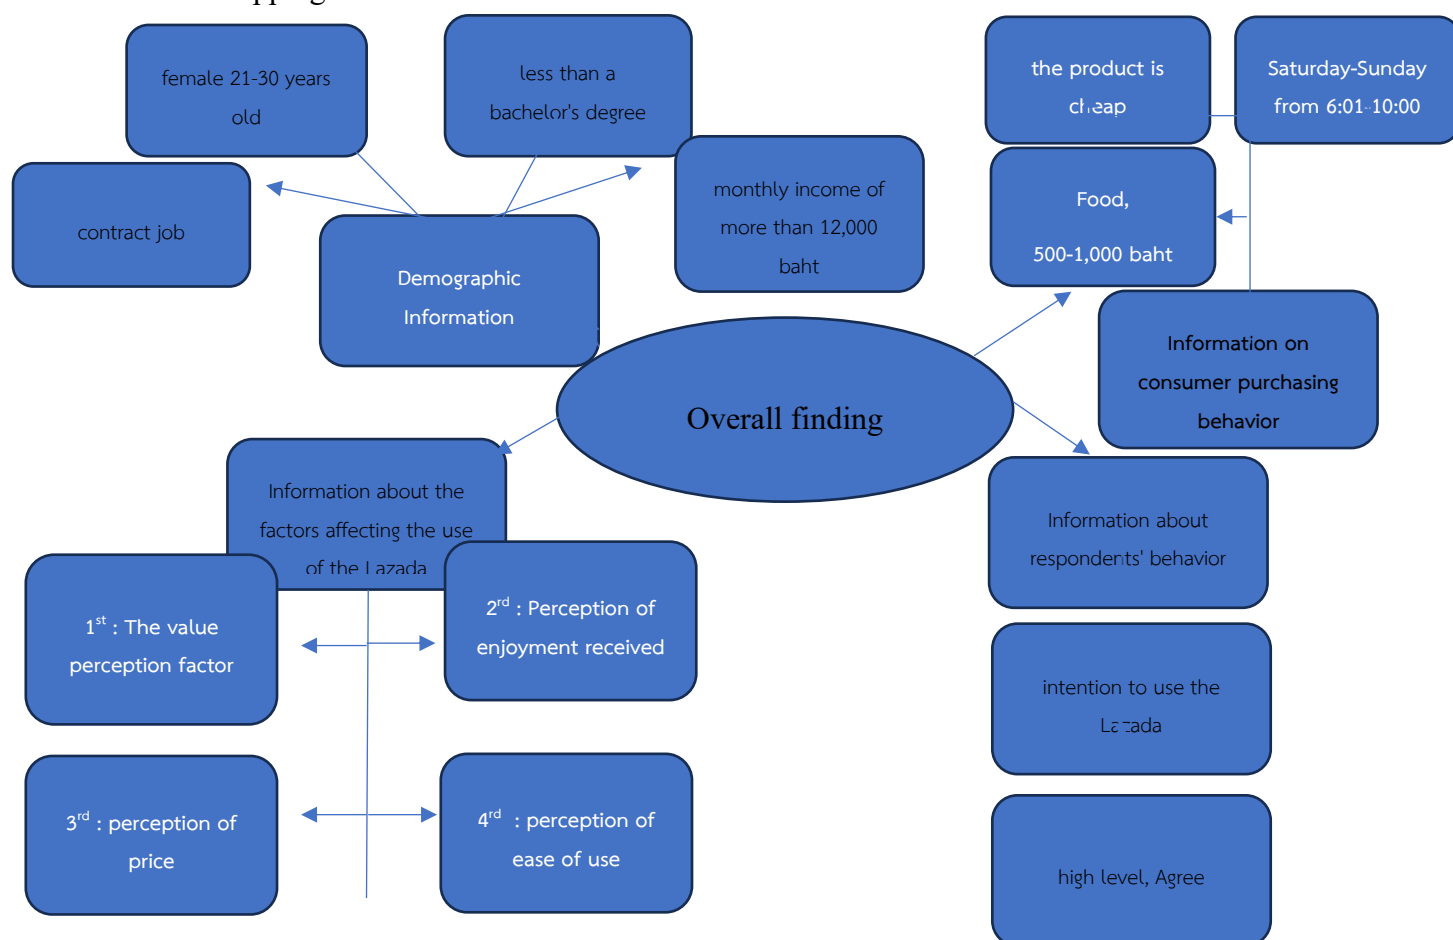 female 21-30 years
old
less than a
bachelor's degree
the product is
cheap
Saturday-Sunday
from 6:01-10:00
contract job
monthly income of
more than 12,000
baht
Food,
500-1,000 baht
Demographic
Information
Information on
consumer purchasing
behavior
Overall finding
Information about the
factors affecting the use
of the Lazada
Information about
respondents' behavior
1st : The value
perception factor
2rd : Perception of
enjoyment received
intention to use the
Lazada
3rd : perception of
price
4rd : perception of
ease of use
high level, Agree